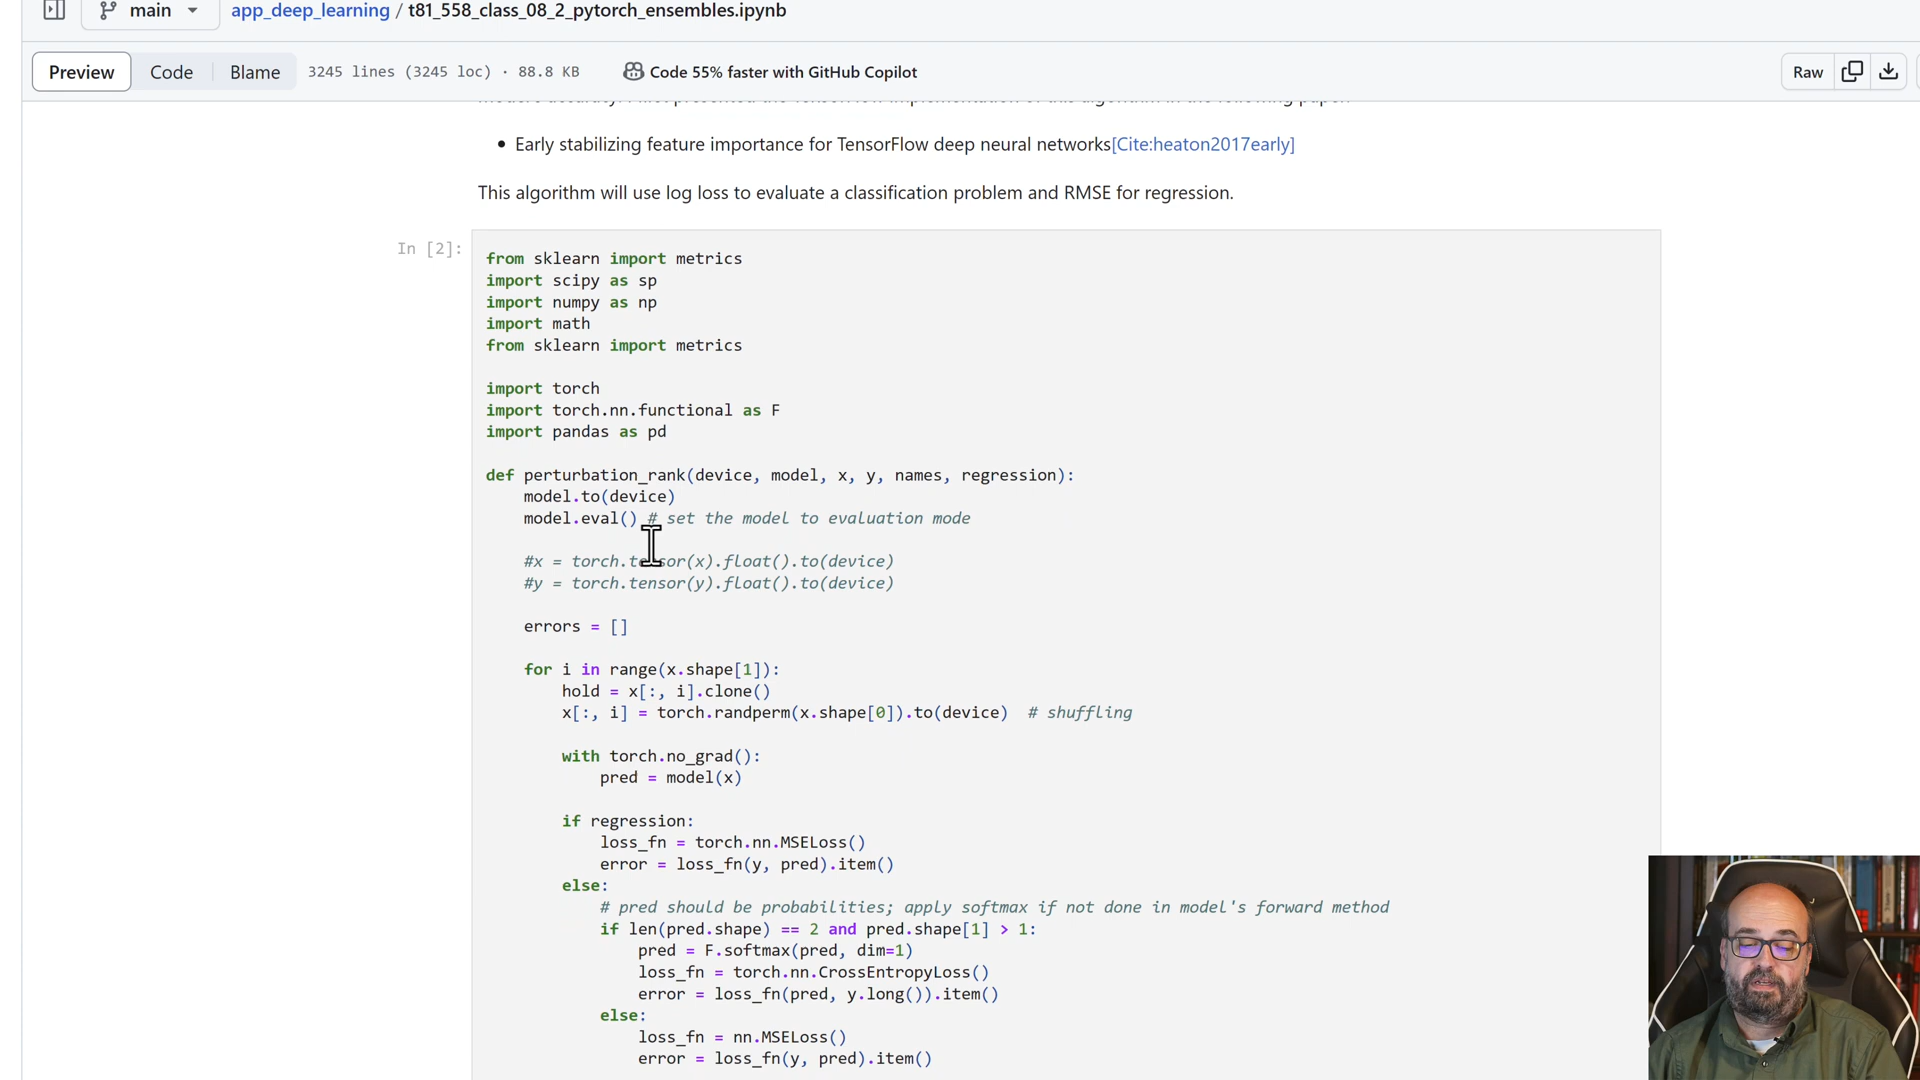 main
app_deep_learning / t81_558_class_08_2_pytorch_ensembles.ipynb
Preview Code Blame 3245 lines (3245 loc) · 88.8 KB Code 55% faster with GitHub Copilot Raw
• Early stabilizing feature importance for TensorFlow deep neural networks[Cite:heaton2017early]
This algorithm will use log loss to evaluate a classification problem and RMSE for regression.
In [2]:
from sklearn import metrics
import scipy as sp
import numpy as np
import math
from sklearn import metrics
import torch
import torch.nn.functional as F
import pandas as pd
def perturbation_rank(device, model, x, y, names, regression):
model.to(device)
model.eval() # set the model to evaluation mode
#x = torch.tensor(x).float().to(device)
#y = torch.tensor(y).float().to(device)
errors = []
for i in range(x.shape[1]):
hold = x[:, i].clone()
x[:, i] = torch.randperm(x.shape[0]).to(device) # shuffling
with torch.no_grad():
pred = model(x)
if regression:
loss_fn = torch.nn.MSELoss()
error = loss_fn(y, pred).item()
else:
# pred should be probabilities; apply softmax if not done in model's forward method
if len(pred.shape) == 2 and pred.shape[1] > 1:
pred = F.softmax(pred, dim=1)
loss_fn = torch.nn.CrossEntropyLoss()
error = loss_fn(pred, y.long()).item()
else:
loss_fn = nn.MSELoss()
error = loss_fn(y, pred).item()